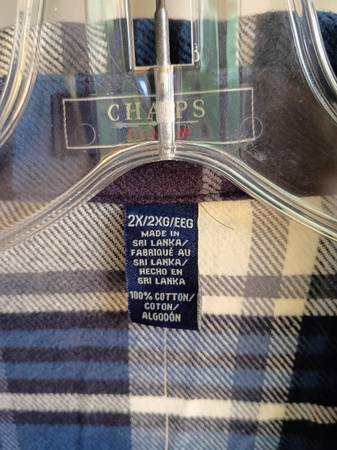 CHAPS
2X/2XG/EEG
MADE IN
SRI LANKA/
FABRIQUÉ AU
SRI LANKA/
HECHO EN
SRI LANKA
100% COTTON/
COTON/
ALGODÓN